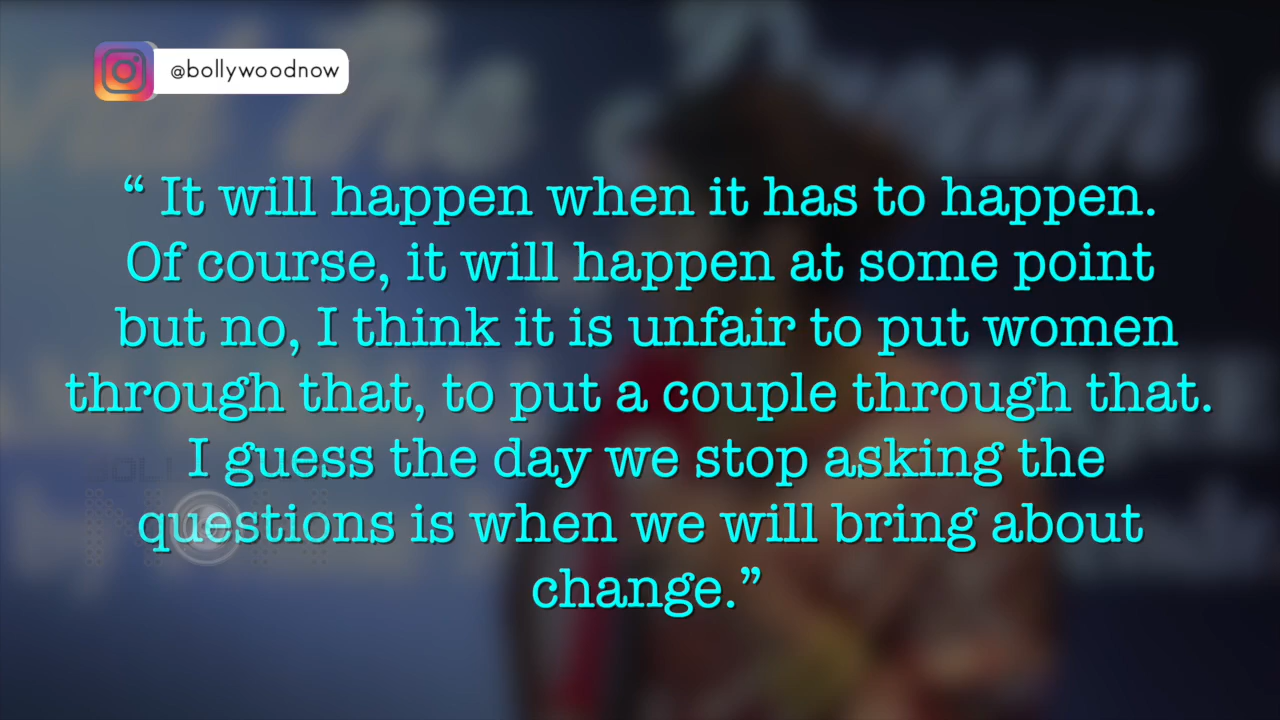 @bollywoodnow
“ It will happen when it has to happen.
Of course, it will happen at some point
but no, I think it is unfair to put women
through that, to put a couple through that.
I guess the day we stop asking the
questions is when we will bring about
change.”